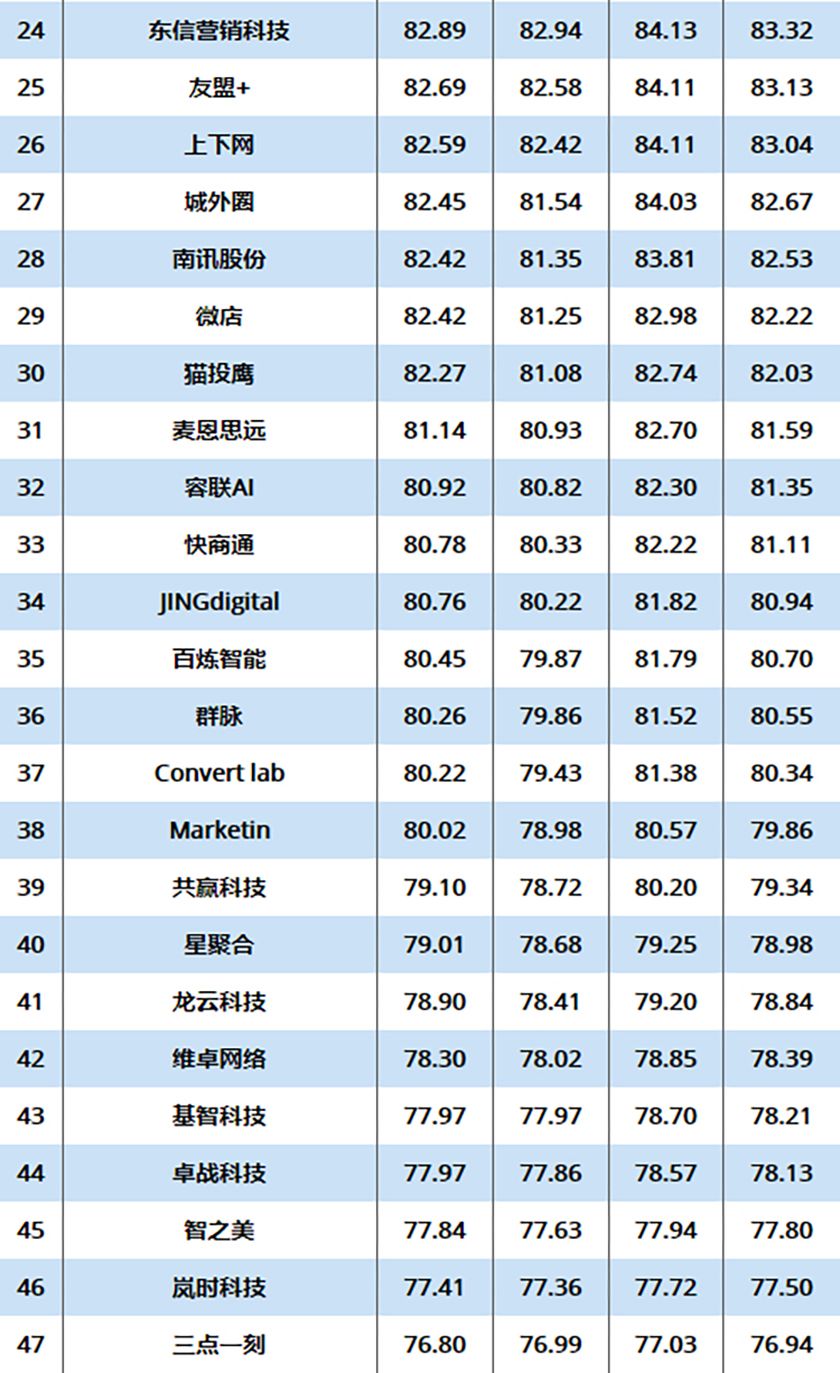 24 东信营销科技 82.89 82.94 84.13 83.32
25 友盟+ 82.69 82.58 84.11 83.13
26 上下网 82.59 82.42 84.11 83.04
27 城外圈 82.45 81.54 84.03 82.67
28 南讯股份 82.42 81.35 83.81 82.53
29 微店 82.42 81.25 82.98 82.22
30 猫投鹰 82.27 81.08 82.74 82.03
31 麦恩思远 81.14 80.93 82.70 81.59
32 容联AI 80.92 80.82 82.30 81.35
33 快商通 80.78 80.33 82.22 81.11
34 JINGdigital 80.76 80.22 81.82 80.94
35 百炼智能 80.45 79.87 81.79 80.70
36 群脉 80.26 79.86 81.52 80.55
37 Convert lab 80.22 79.43 81.38 80.34
38 Marketin 80.02 78.98 80.57 79.86
39 共赢科技 79.10 78.72 80.20 79.34
40 星聚合 79.01 78.68 79.25 78.98
41 龙云科技 78.90 78.41 79.20 78.84
42 维卓网络 78.30 78.02 78.85 78.39
43 基智科技 77.97 77.97 78.70 78.21
44 卓战科技 77.97 77.86 78.57 78.13
45 智之美 77.84 77.63 77.94 77.80
46 岚时科技 77.41 77.36 77.72 77.50
47 三点一刻 76.80 76.99 77.03 76.94